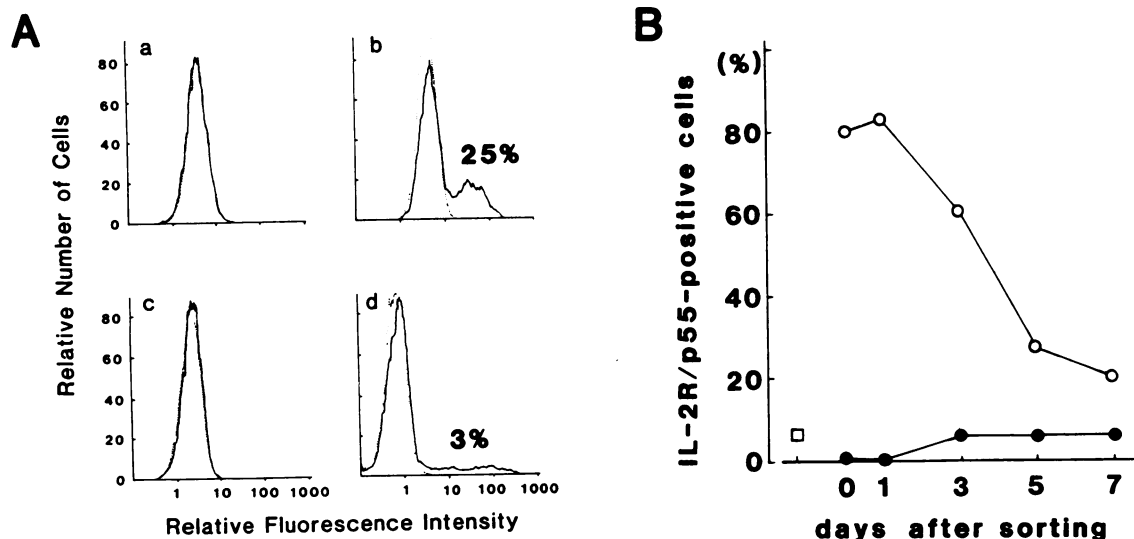 A
a
b
80
60
40
20
0
25%
c
d
80
60
40
20
0
3%
1 10 100 1000
1 10 100 1000
Relative Number of Cells
Relative Fluorescence Intensity
B
(%)
80
60
40
20
0
IL-2R/p55-positive cells
0 1 3 5 7
days after sorting